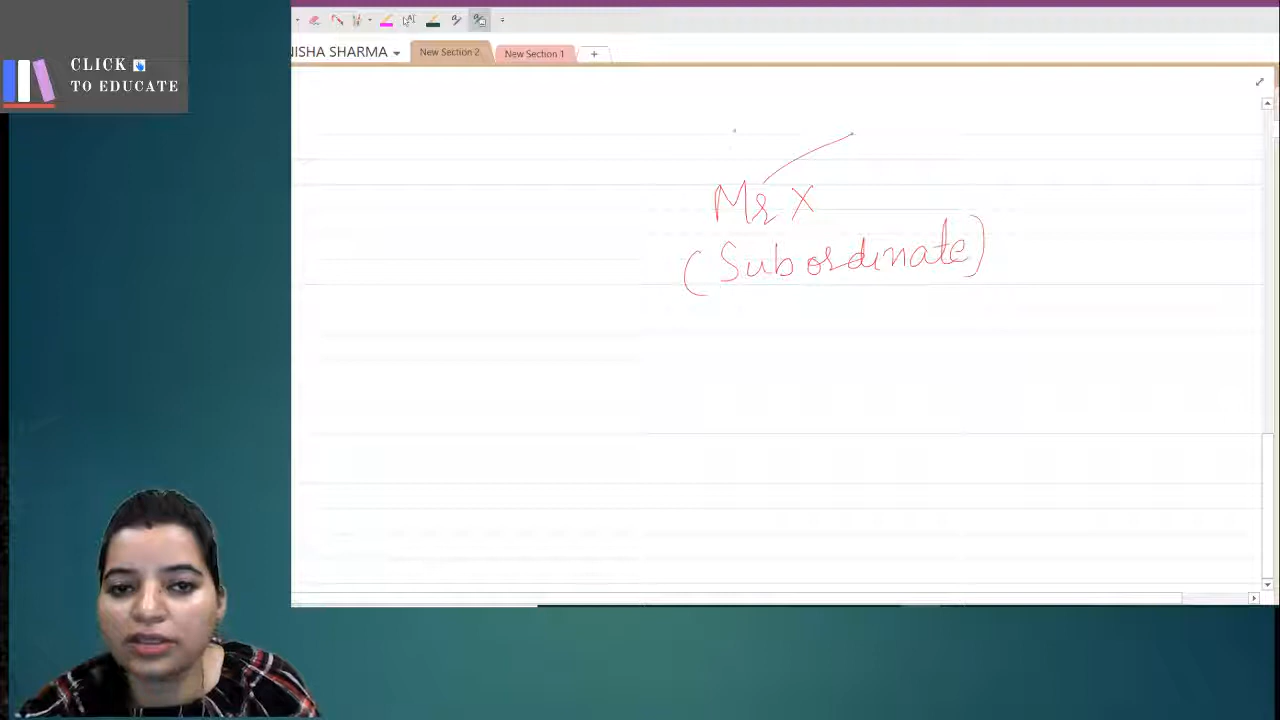 CLICK
TO EDUCATE
NISHA SHARMA
New Section 2
New Section 1
Mr X
(Subordinate)